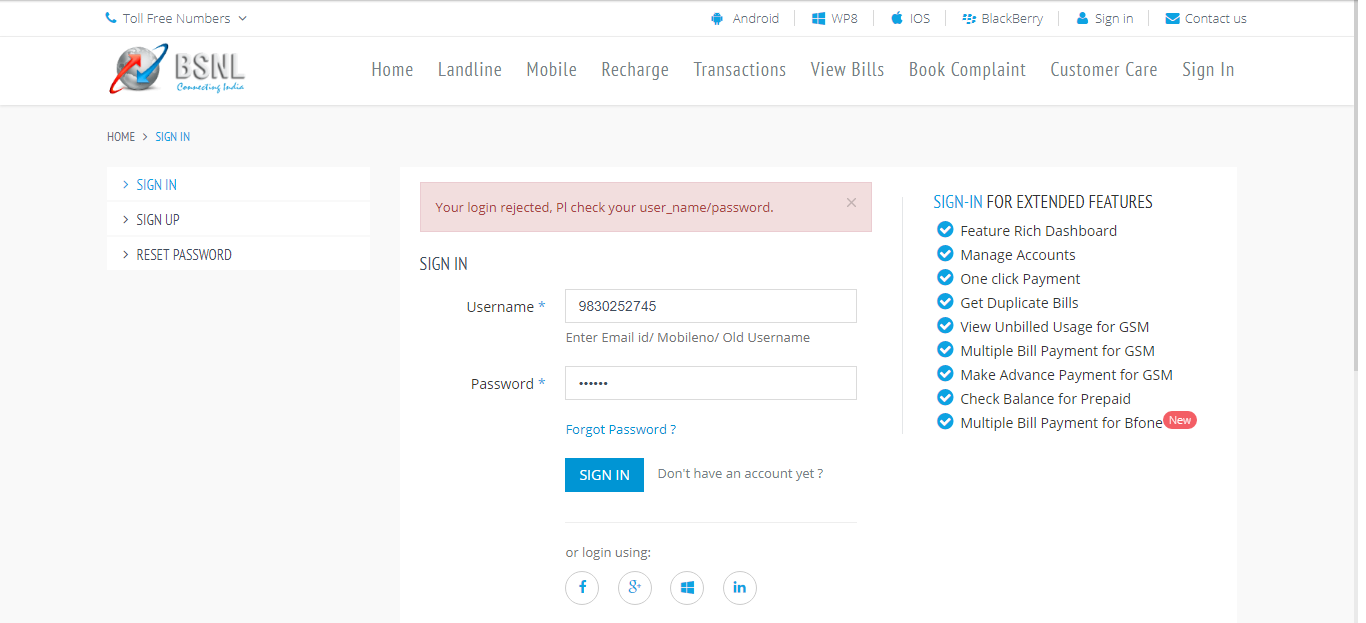 Toll Free Numbers
Android WP8 IOS BlackBerry Sign in Contact us
BSNL
Connecting India
Home Landline Mobile Recharge Transactions View Bills Book Complaint Customer Care Sign In
HOME > SIGN IN
> SIGN IN
> SIGN UP
> RESET PASSWORD
Your login rejected, Pl check your user_name/password. ×
SIGN IN
Username * 9830252745
Enter Email id/ Mobileno/ Old Username
Password * ••••••
Forgot Password ?
SIGN IN Don't have an account yet ?
or login using:
f g+ in
SIGN-IN FOR EXTENDED FEATURES
Feature Rich Dashboard
Manage Accounts
One click Payment
Get Duplicate Bills
View Unbilled Usage for GSM
Multiple Bill Payment for GSM
Make Advance Payment for GSM
Check Balance for Prepaid
Multiple Bill Payment for Bfone New